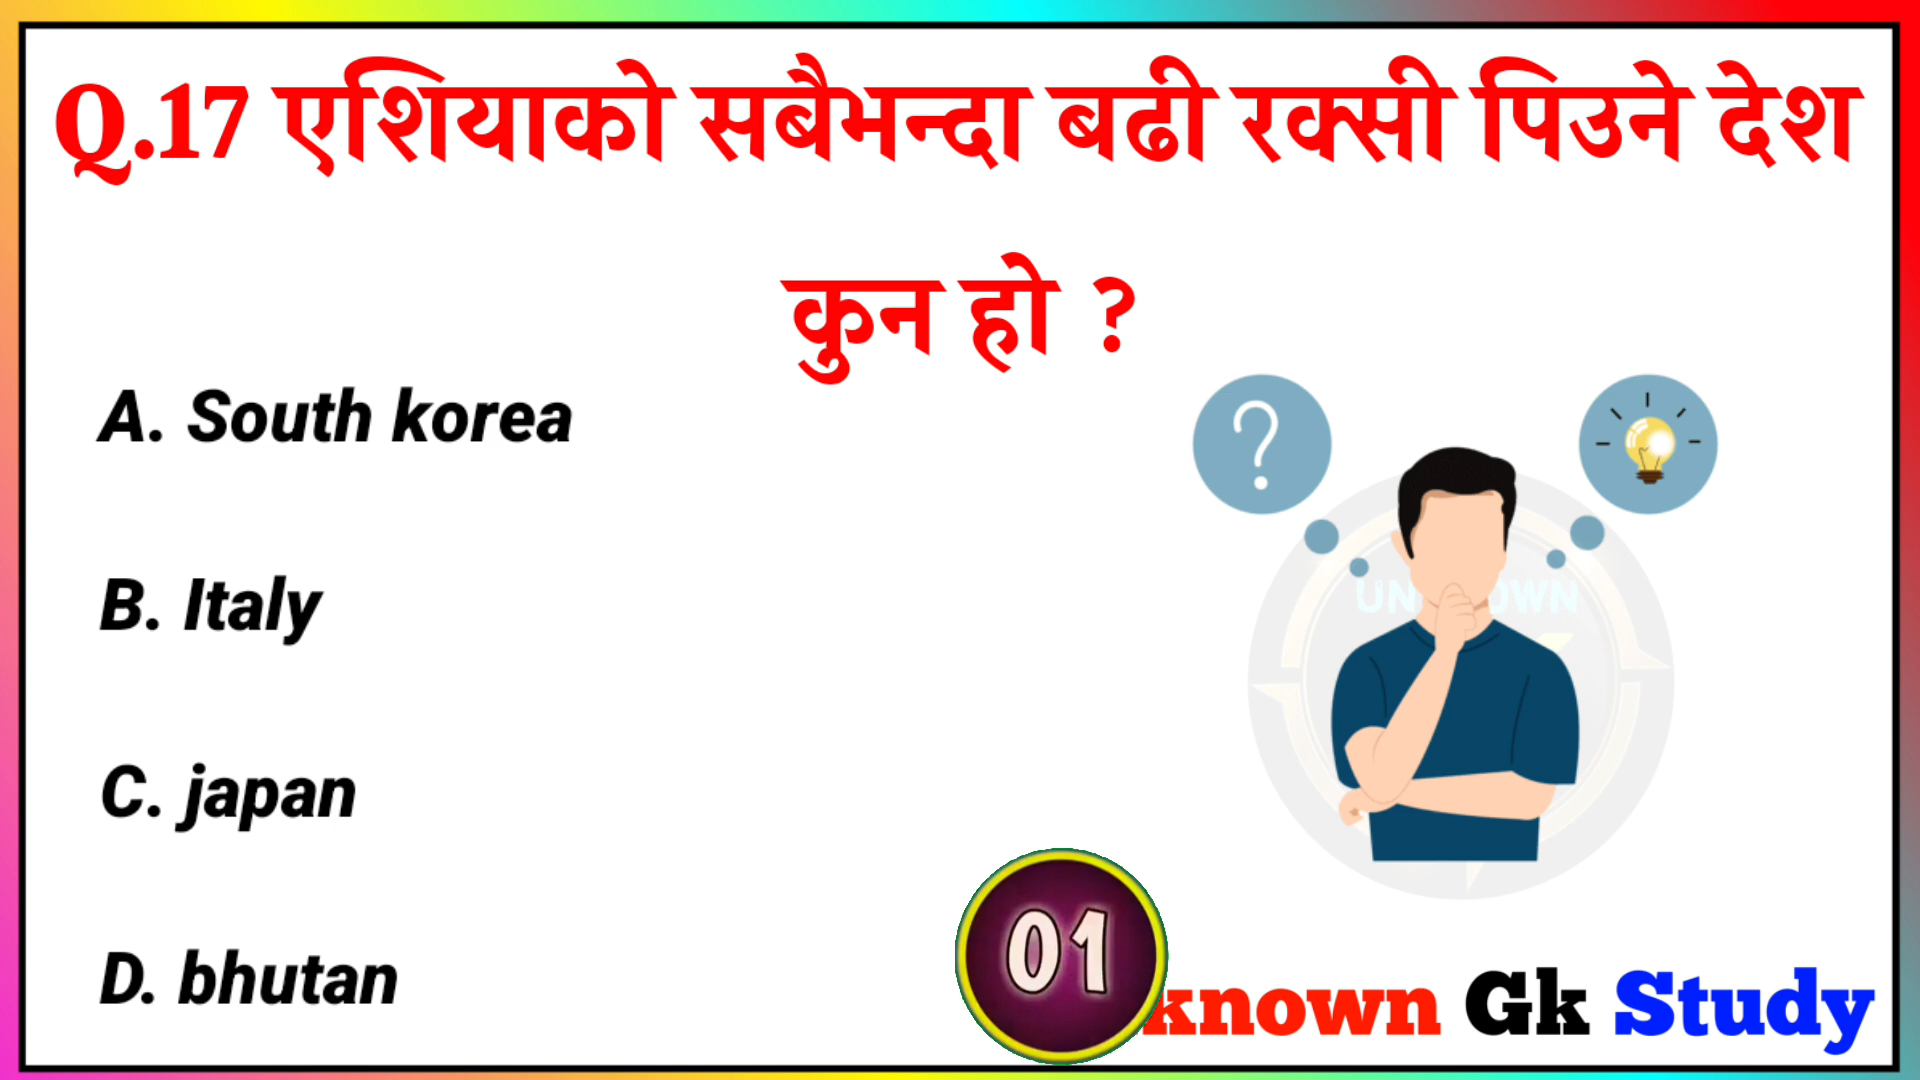 Q.17 एशियाको सबैभन्दा बढी रक्सी पिउने देश
कुन हो ?
A. South korea
B. Italy
C. japan
D. bhutan
01
known Gk Study